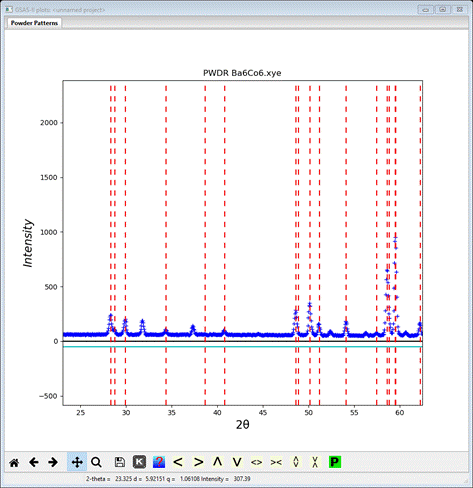 GSAS-II plots: <unnamed project>
Powder Patterns
PWDR Ba6Co6.xye
2000
1500
Intensity
1000
500
0
−500
25 30 35 40 45 50 55 60
2θ
K ? < > Λ V <> >< P
2-theta = 23.325 d = 5.92151 q = 1.06108 Intensity = 307.39